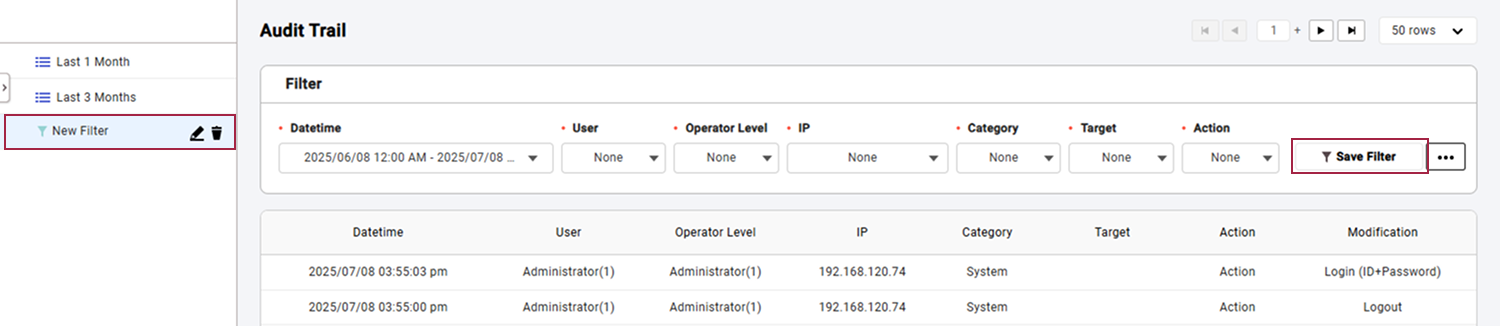 Last 1 Month
Last 3 Months
New Filter
Audit Trail
1 +
50 rows
Filter
• Datetime • User • Operator Level • IP • Category • Target • Action
2025/06/08 12:00 AM - 2025/07/08 ... None None None None None None Save Filter •••
Datetime User Operator Level IP Category Target Action Modification
2025/07/08 03:55:03 pm Administrator(1) Administrator(1) 192.168.120.74 System Action Login (ID+Password)
2025/07/08 03:55:00 pm Administrator(1) Administrator(1) 192.168.120.74 System Action Logout